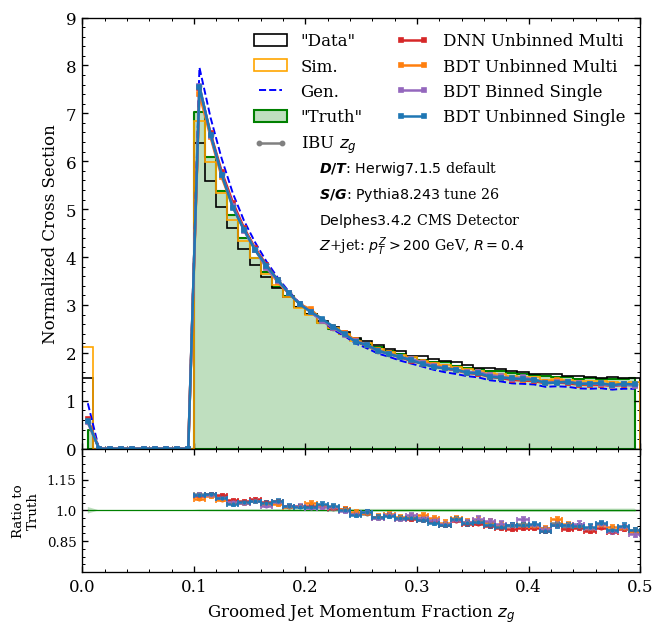 Normalized Cross Section
9
8
7
6
5
4
3
2
1
0
"Data"
Sim.
Gen.
"Truth"
IBU z_g
DNN Unbinned Multi
BDT Unbinned Multi
BDT Binned Single
BDT Unbinned Single
D/T: Herwig7.1.5 default
S/G: Pythia8.243 tune 26
Delphes3.4.2 CMS Detector
Z+jet: p_T^Z > 200 GeV, R = 0.4
Ratio to
Truth
1.15
1.0
0.85
0.0 0.1 0.2 0.3 0.4 0.5
Groomed Jet Momentum Fraction z_g